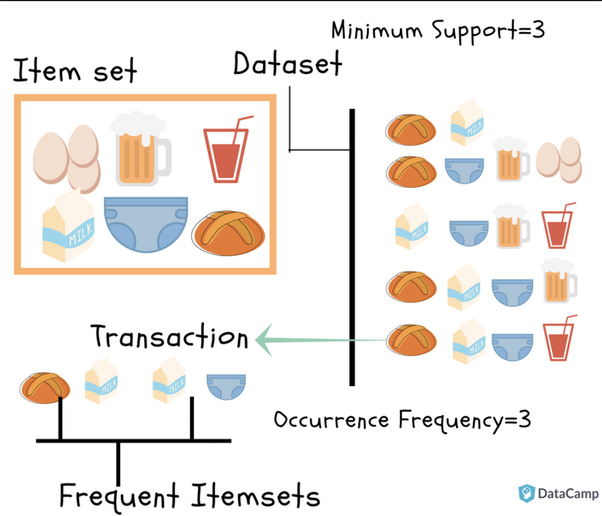 Minimum Support=3
Item set
Dataset
MILK
MILK
MILK
MILK
MILK
Transaction
MILK
MILK
Occurrence Frequency=3
Frequent Itemsets
DataCamp